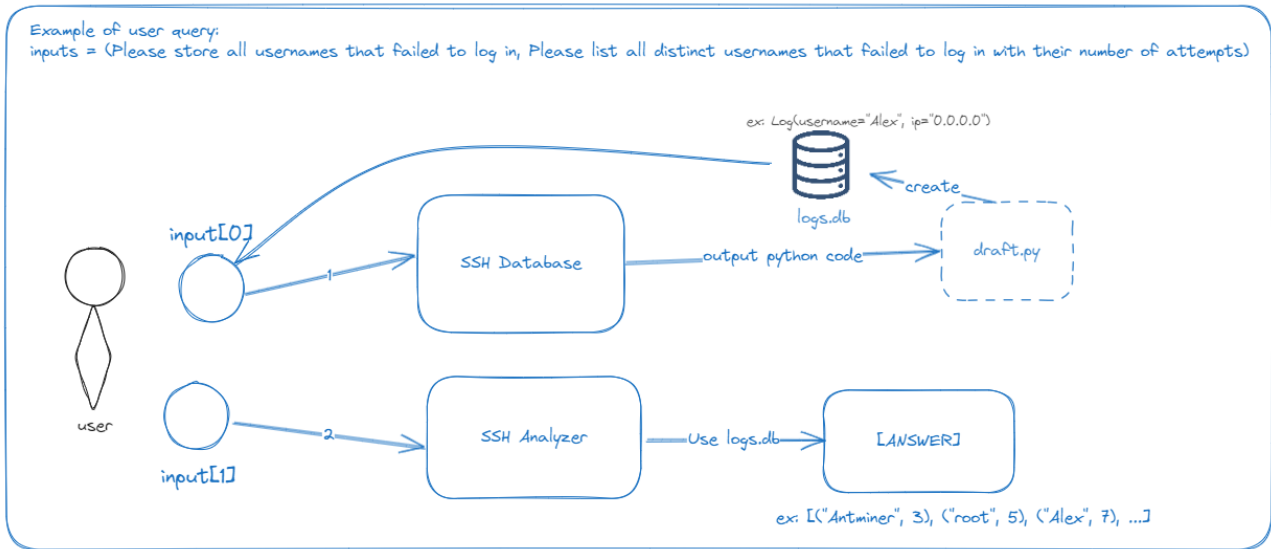 Example of user query:
inputs = (Please store all usernames that failed to log in, Please list all distinct usernames that failed to log in with their number of attempts)
ex: Log(username="Alex", ip="0.0.0.0")
create
logs.db
input[0]
1
SSH Database
output python code
draft.py
user
2
SSH Analyzer
Use logs.db
[ANSWER]
input[1]
ex: [("Antminer", 3), ("root", 5), ("Alex", 7), ...]